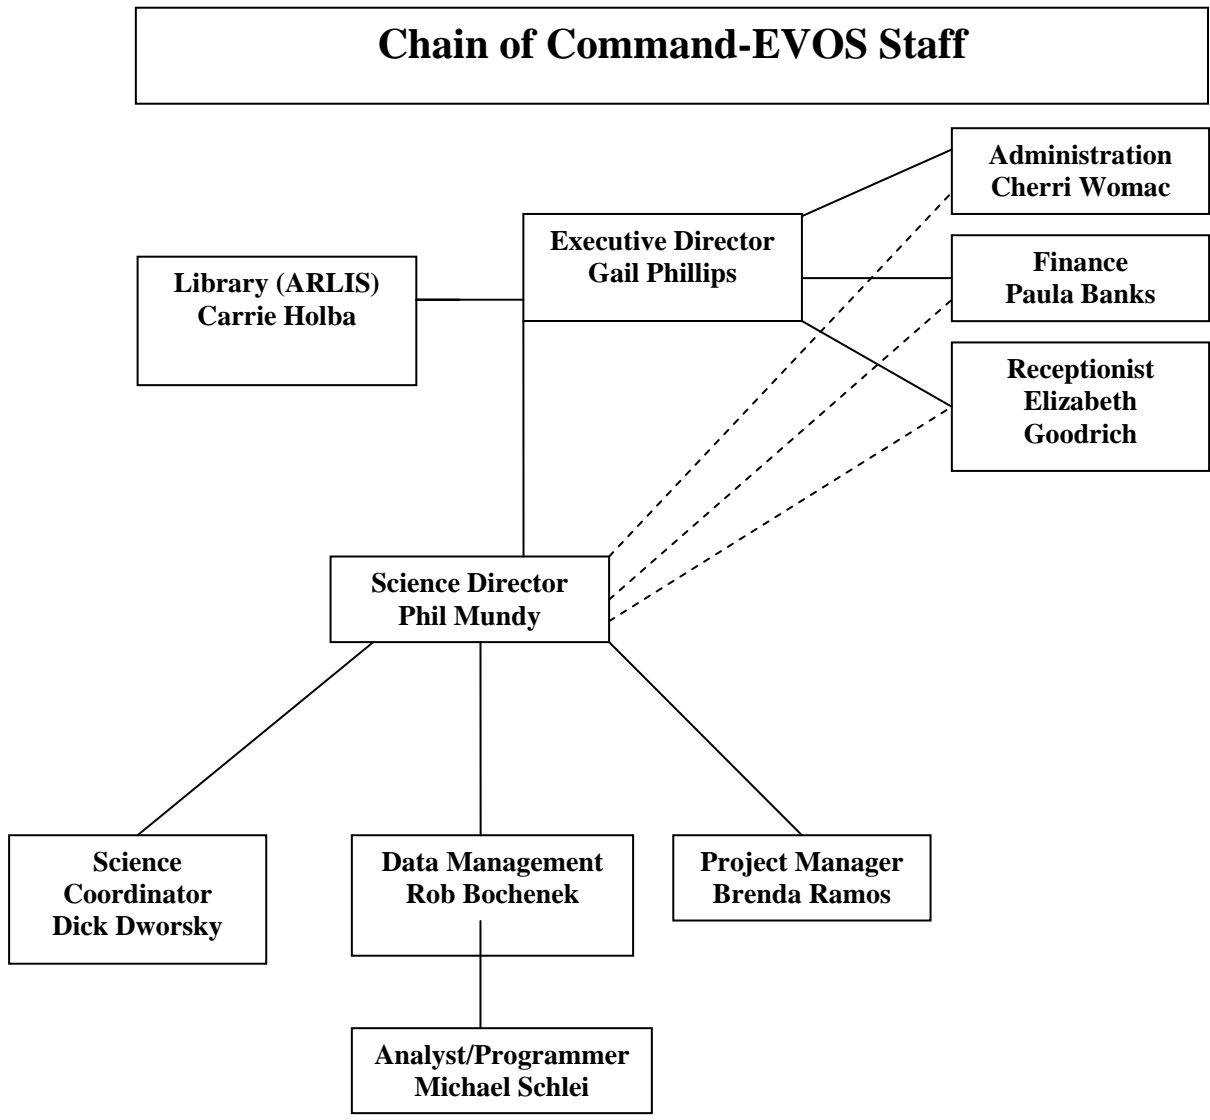 Chain of Command-EVOS Staff
Administration
Cherri Womac
Executive Director
Gail Phillips
Finance
Paula Banks
Library (ARLIS)
Carrie Holba
Receptionist
Elizabeth
Goodrich
Science Director
Phil Mundy
Science
Coordinator
Dick Dworsky
Data Management
Rob Bochenek
Project Manager
Brenda Ramos
Analyst/Programmer
Michael Schlei